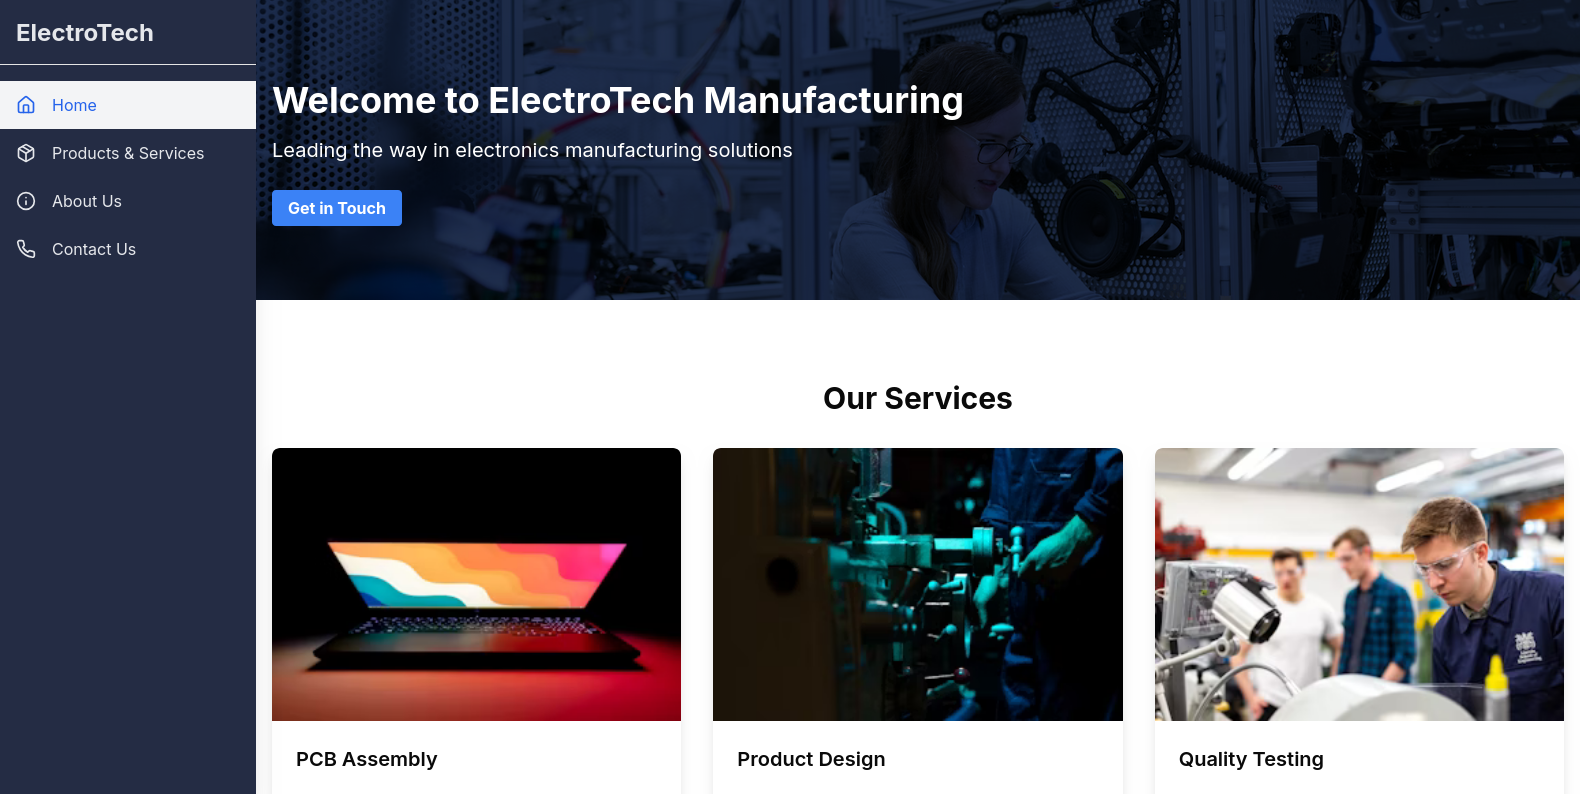 ElectroTech
Home
Products & Services
About Us
Contact Us
Welcome to ElectroTech Manufacturing
Leading the way in electronics manufacturing solutions
Get in Touch
Our Services
PCB Assembly
Product Design
Quality Testing